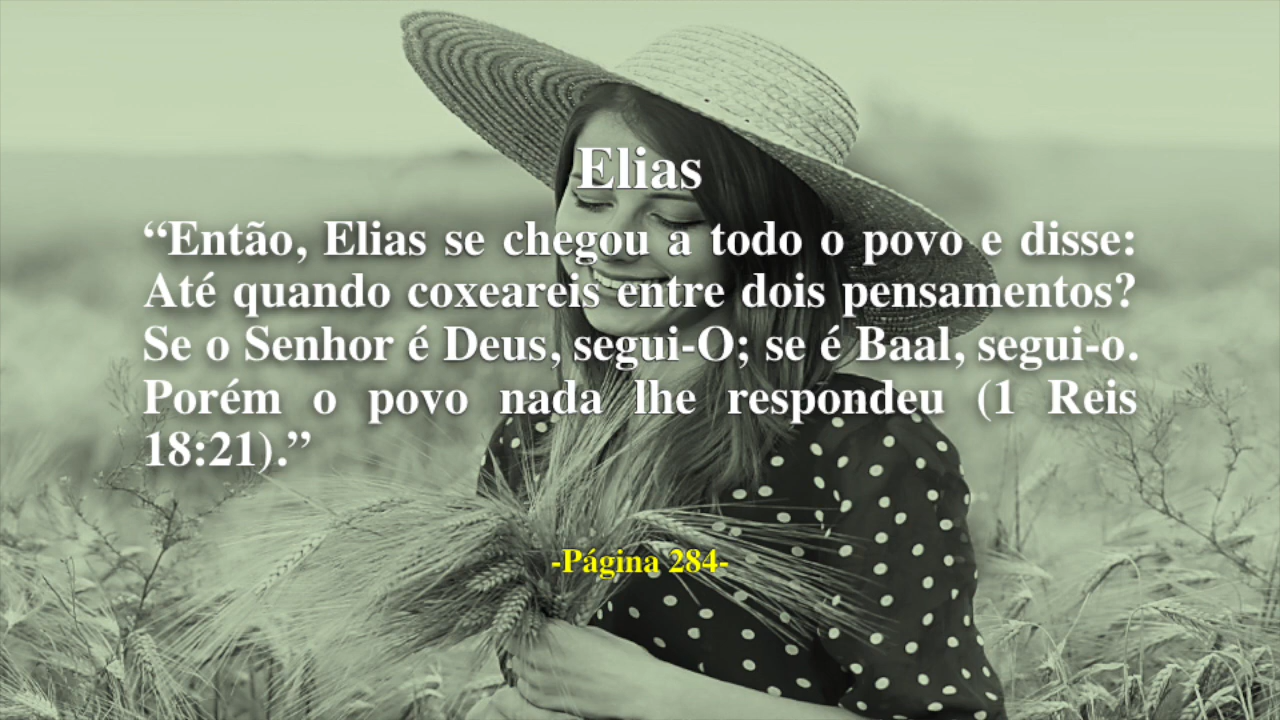 Elias
“Então, Elias se chegou a todo o povo e disse:
Até quando coxeareis entre dois pensamentos?
Se o Senhor é Deus, segui-O; se é Baal, segui-o.
Porém o povo nada lhe respondeu (1 Reis
18:21).”
-Página 284-